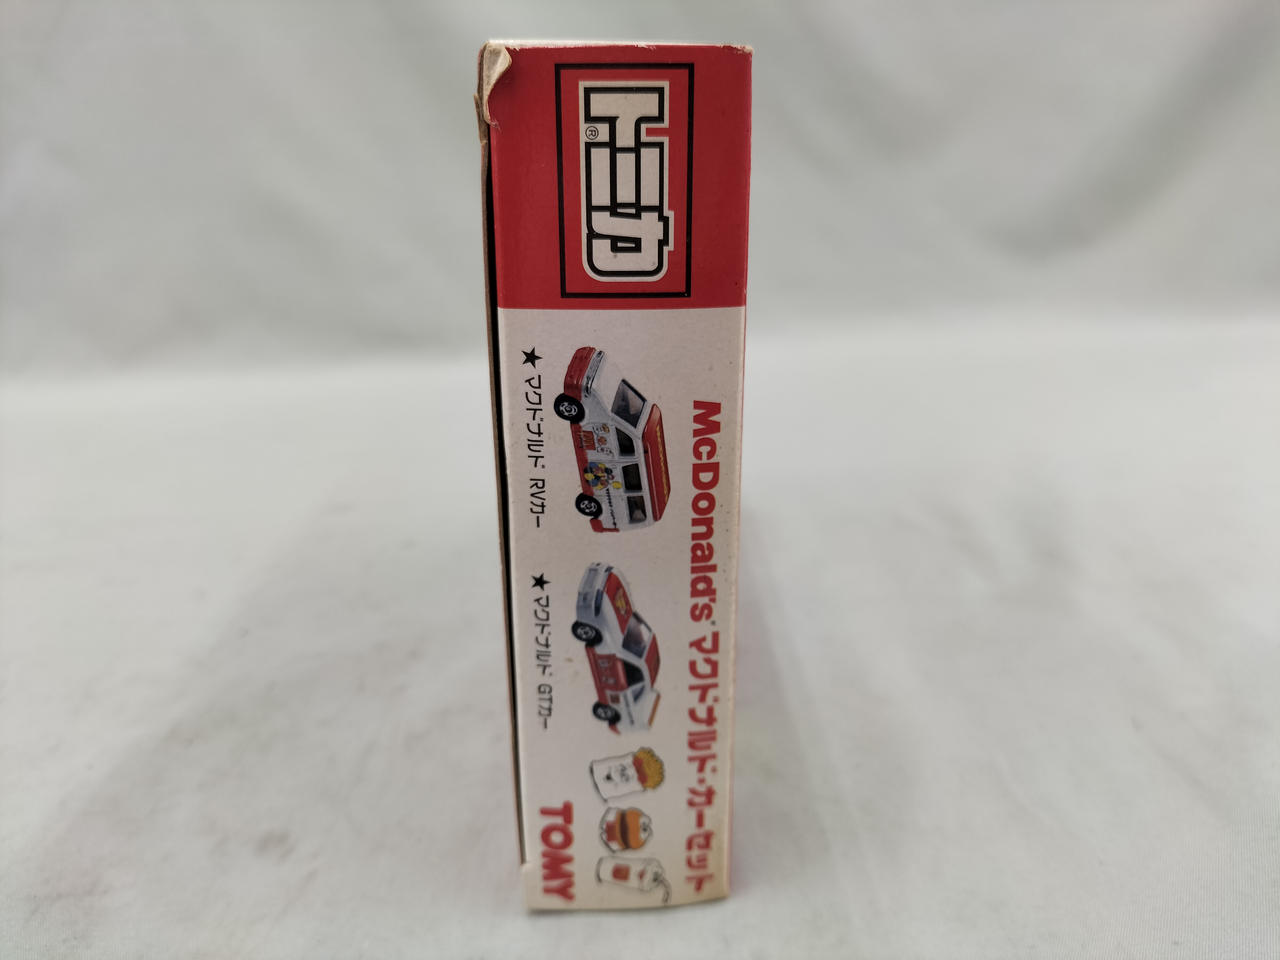 トミカ®
McDonald's マクドナルド・カーセット
★ マクドナルド RVカー
★ マクドナルド GTカー
TOMY